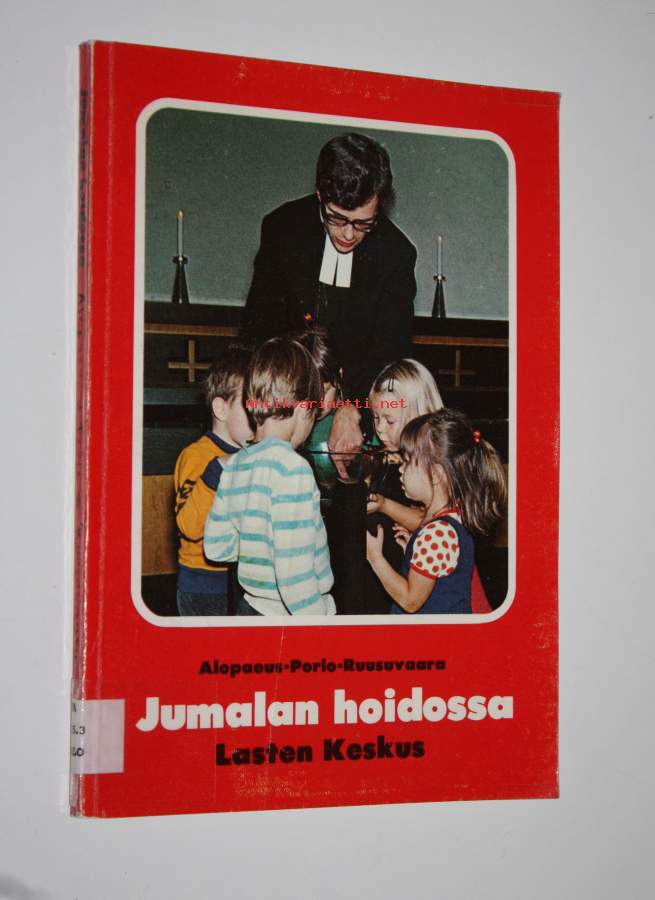 Antikvariaatti.net
Alopaeus-Porio-Ruusuvaara
Jumalan hoidossa
Lasten Keskus